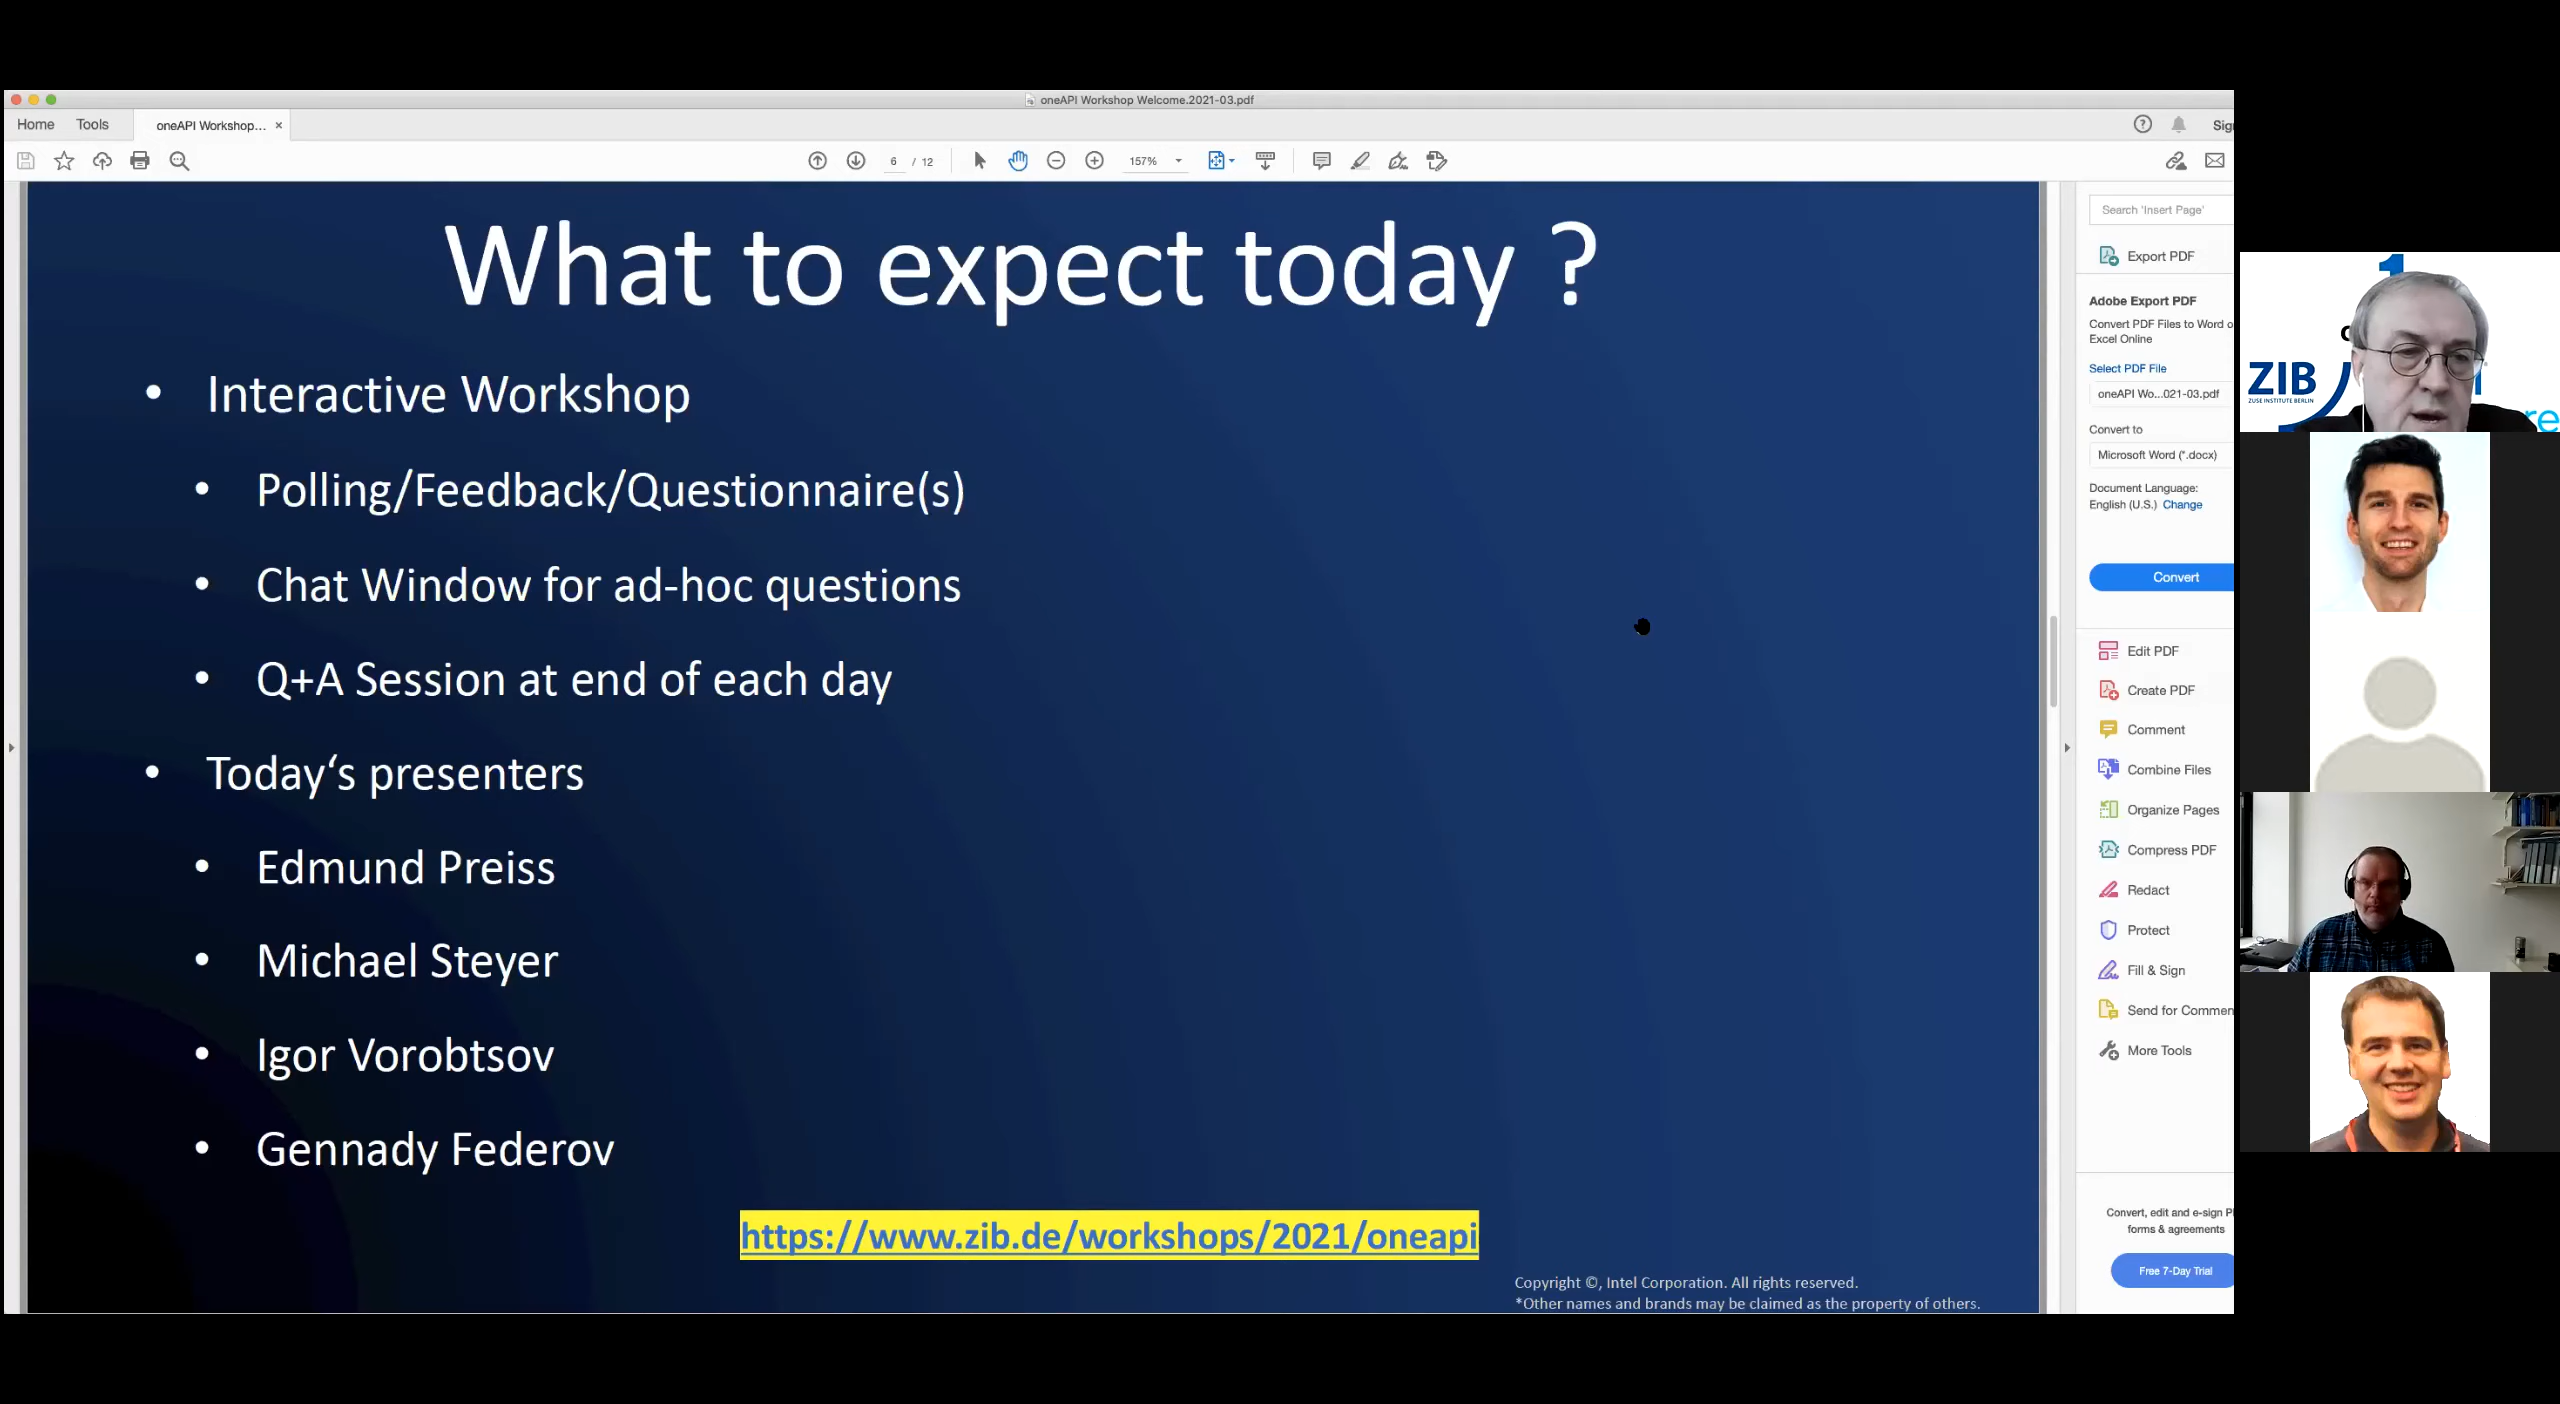 oneAPI Workshop Welcome.2021-03.pdf
Home Tools oneAPI Workshop... ×
Sig
6 / 12 157%
What to expect today ?
• Interactive Workshop
• Polling/Feedback/Questionnaire(s)
• Chat Window for ad-hoc questions
• Q+A Session at end of each day
• Today‘s presenters
• Edmund Preiss
• Michael Steyer
• Igor Vorobtsov
• Gennady Federov
https://www.zib.de/workshops/2021/oneapi
Copyright ©, Intel Corporation. All rights reserved.
*Other names and brands may be claimed as the property of others.
Search 'Insert Page'
Export PDF
Adobe Export PDF
Convert PDF Files to Word o
Excel Online
Select PDF File
oneAPI Wo...021-03.pdf
Convert to
Microsoft Word (*.docx)
Document Language:
English (U.S.) Change
Convert
Edit PDF
Create PDF
Comment
Combine Files
Organize Pages
Compress PDF
Redact
Protect
Fill & Sign
Send for Commen
More Tools
Convert, edit and e-sign P
forms & agreements
Free 7-Day Trial
ZIB
ZUSE INSTITUTE BERLIN
re